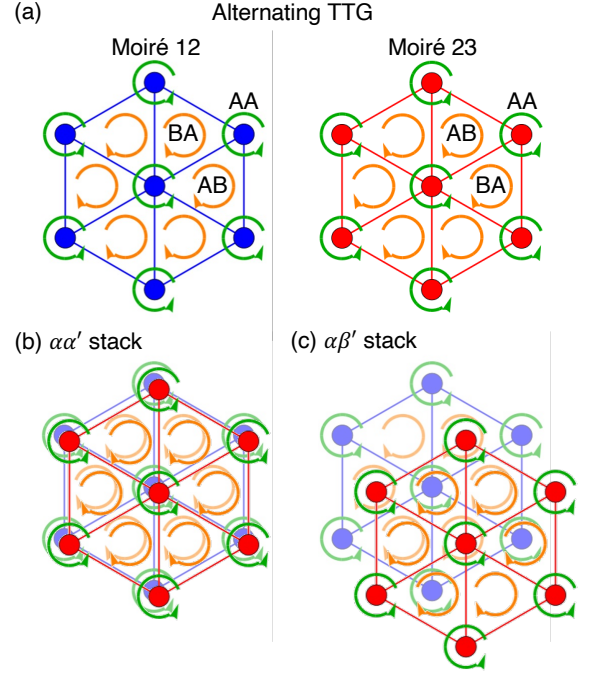 (a) Alternating TTG
Moiré 12
Moiré 23
AA
BA
AB
AA
AB
BA
(b) αα′ stack
(c) αβ′ stack